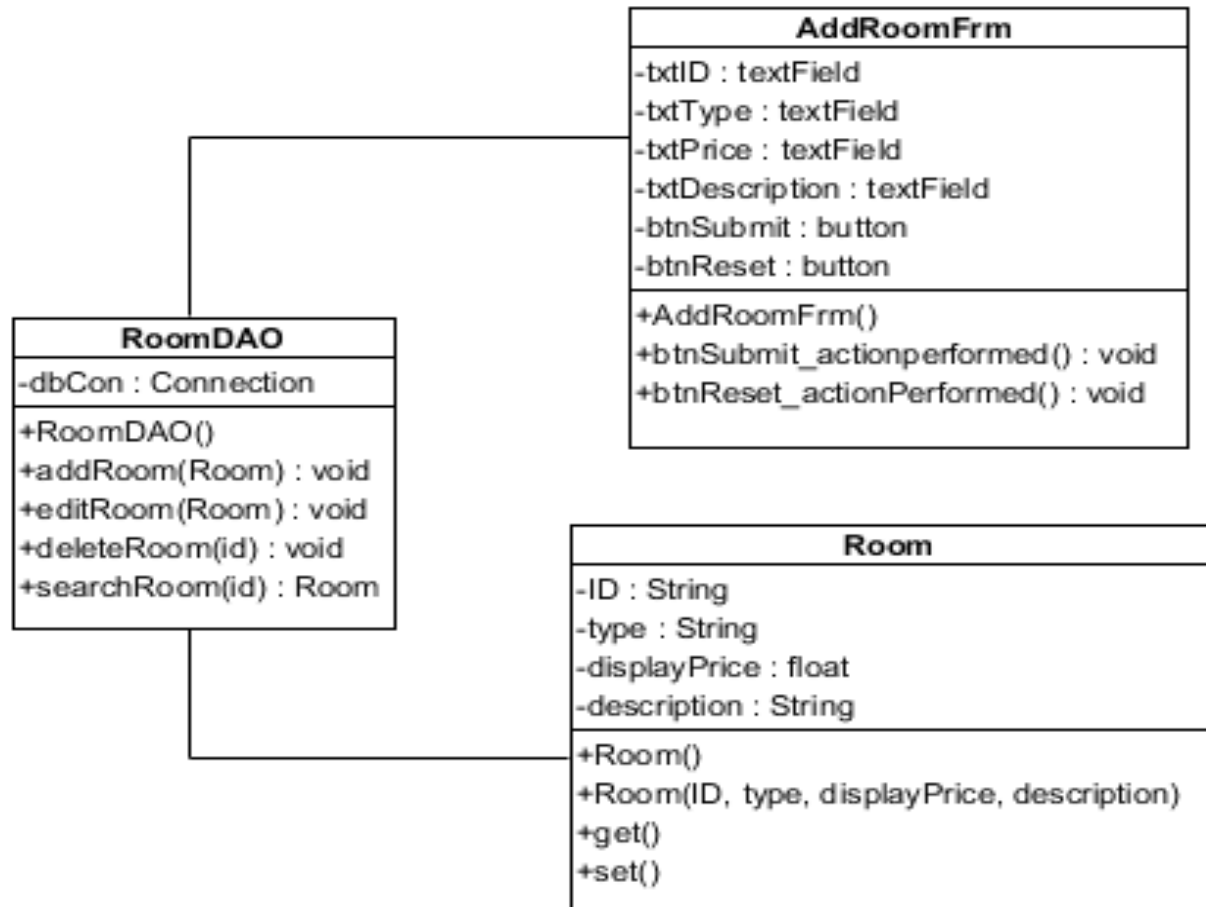 AddRoomFrm
-txtID : textField
-txtType : textField
-txtPrice : textField
-txtDescription : textField
-btnSubmit : button
-btnReset : button
+AddRoomFrm()
+btnSubmit_actionperformed() : void
+btnReset_actionPerformed() : void
RoomDAO
-dbCon : Connection
+RoomDAO()
+addRoom(Room) : void
+editRoom(Room) : void
+deleteRoom(id) : void
+searchRoom(id) : Room
Room
-ID : String
-type : String
-displayPrice : float
-description : String
+Room()
+Room(ID, type, displayPrice, description)
+get()
+set()